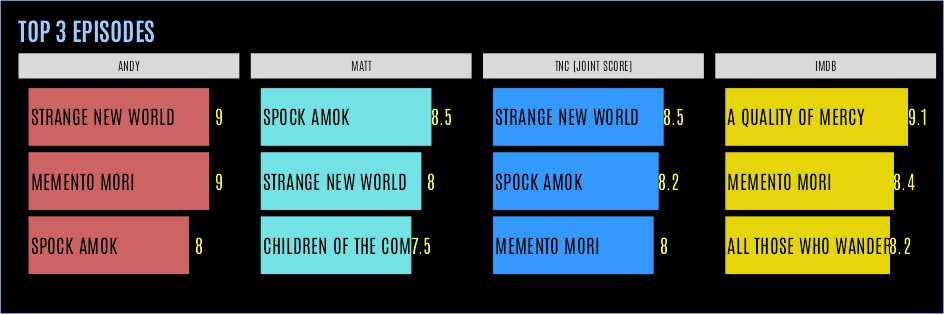 TOP 3 EPISODES
ANDY
STRANGE NEW WORLD 9
MEMENTO MORI 9
SPOCK AMOK 8
MATT
SPOCK AMOK 8.5
STRANGE NEW WORLD 8
CHILDREN OF THE COM 7.5
TNC (JOINT SCORE)
STRANGE NEW WORLD 8.5
SPOCK AMOK 8.2
MEMENTO MORI 8
IMDB
A QUALITY OF MERCY 9.1
MEMENTO MORI 8.4
ALL THOSE WHO WANDER 8.2